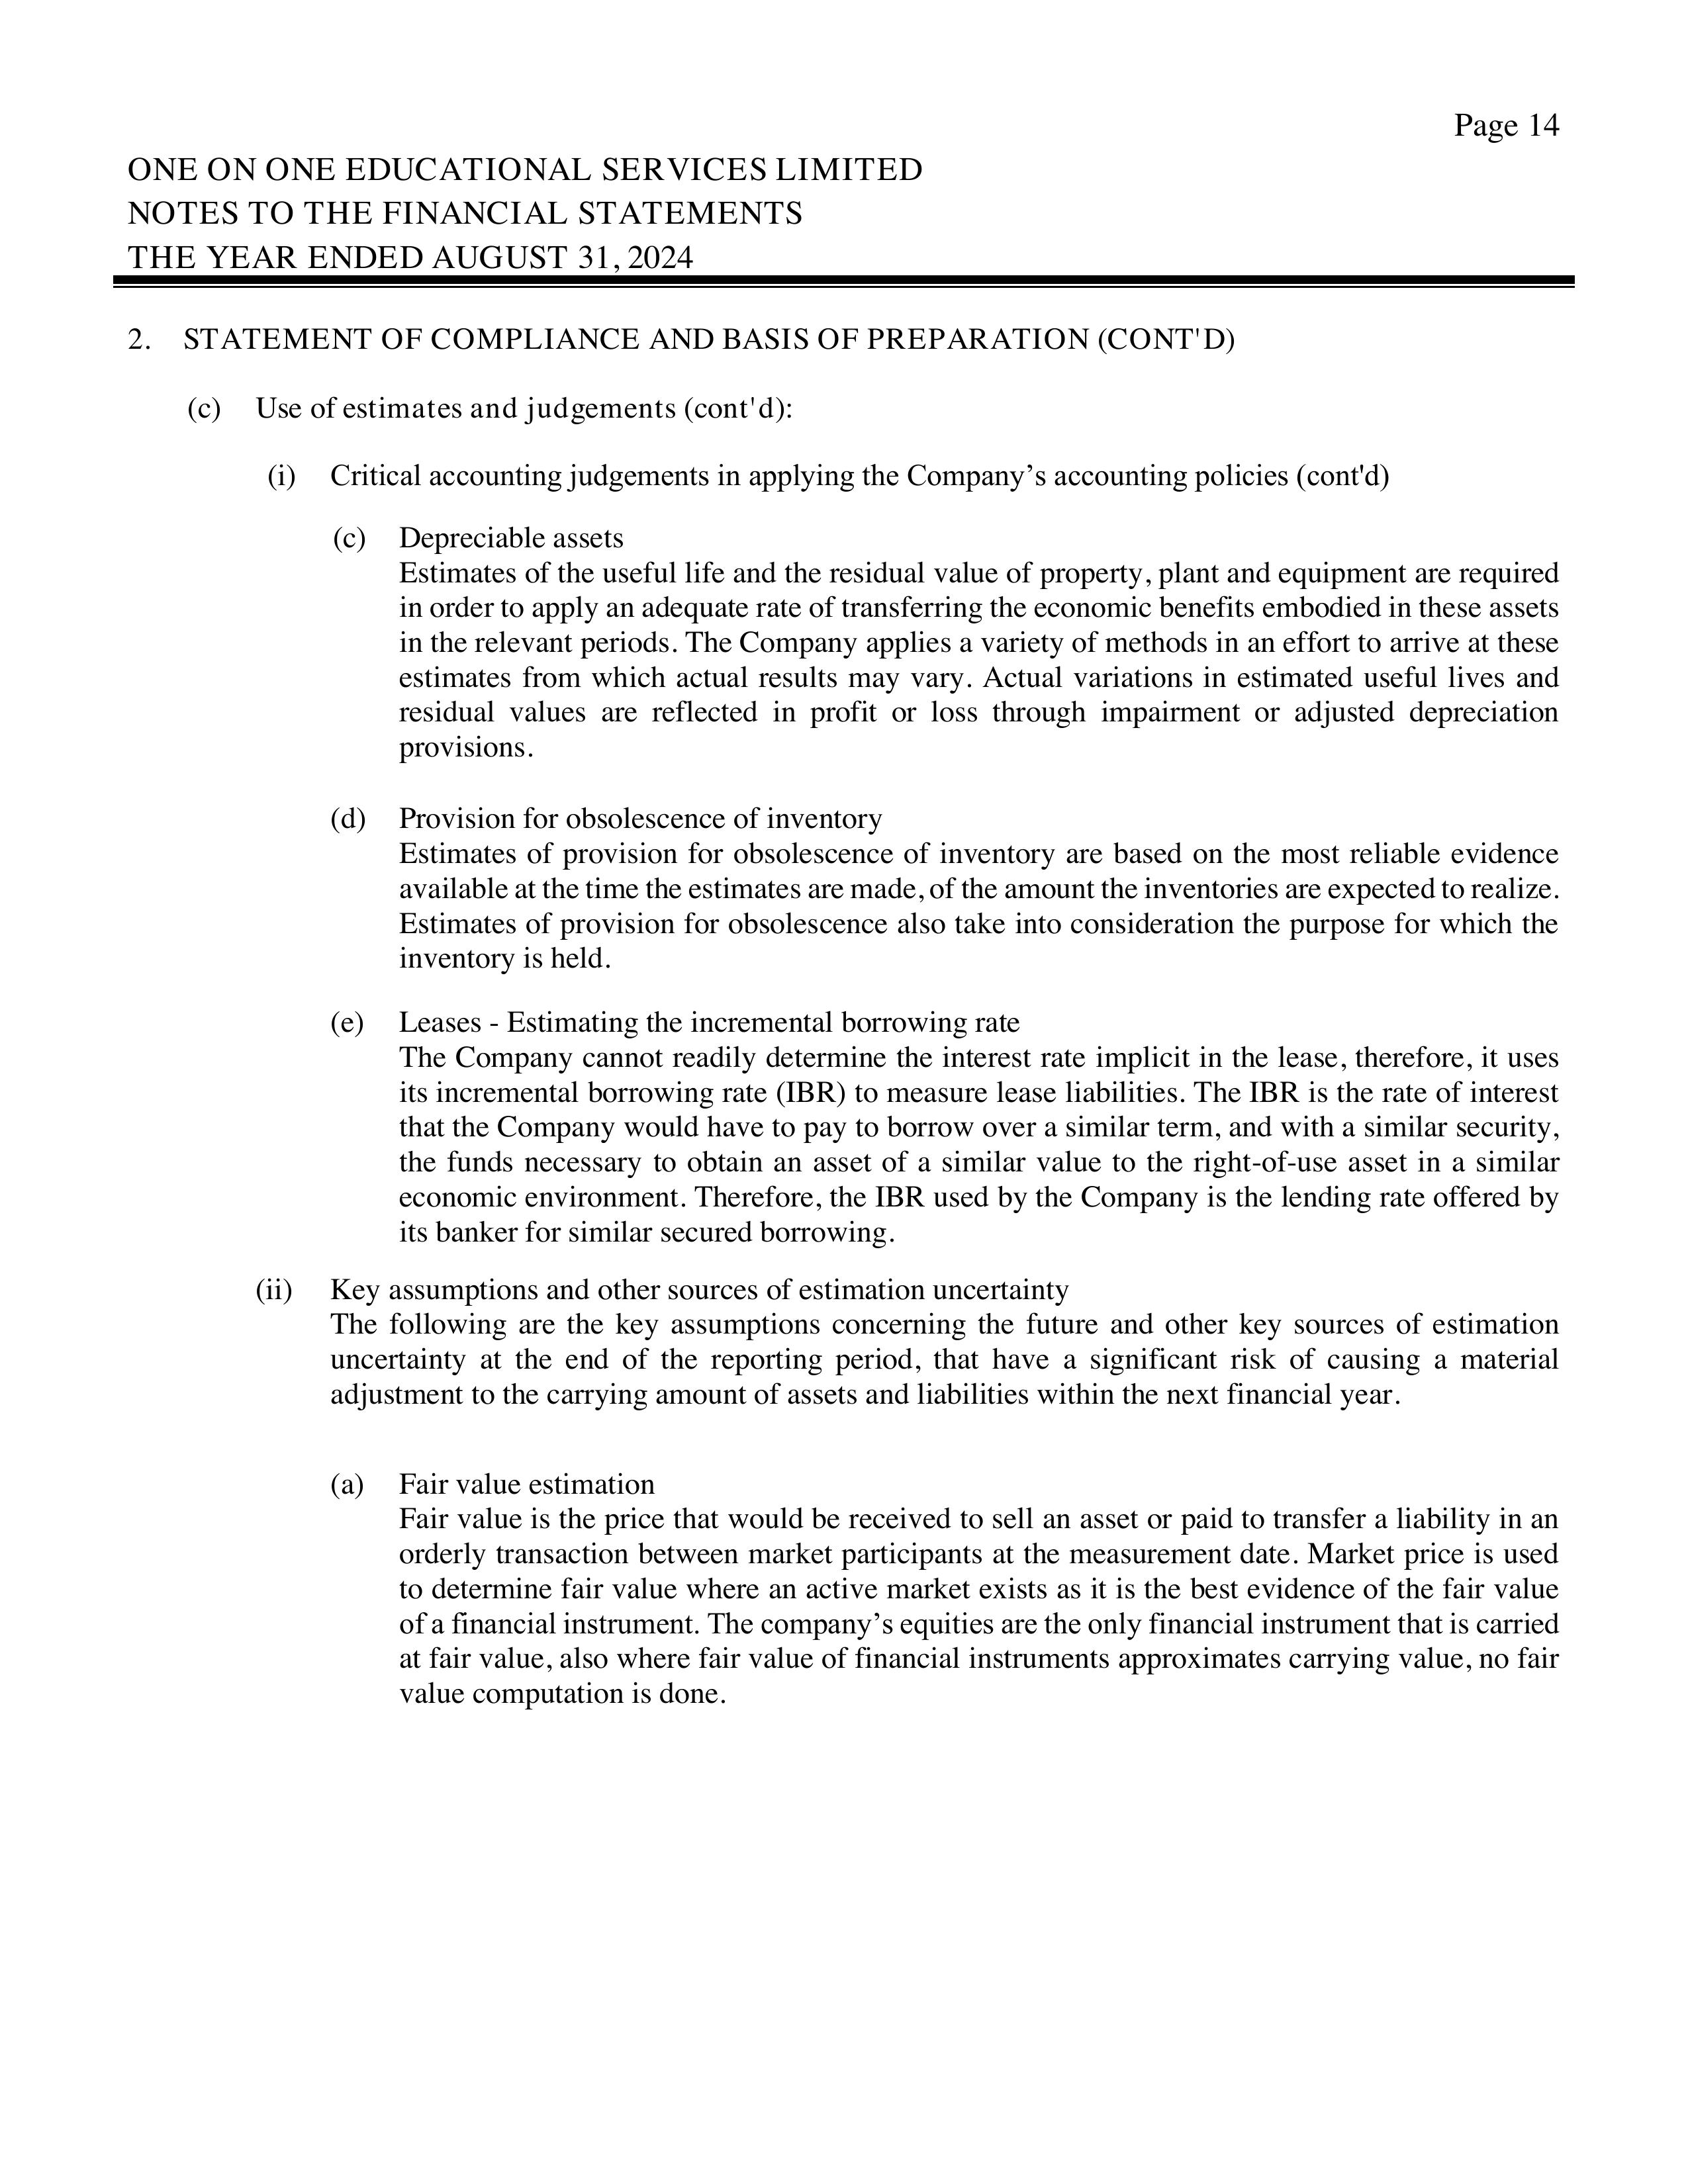 Page 14
ONE ON ONE EDUCATIONAL SERVICES LIMITED
NOTES TO THE FINANCIAL STATEMENTS
THE YEAR ENDED AUGUST 31, 2024
2. STATEMENT OF COMPLIANCE AND BASIS OF PREPARATION (CONT'D)
(c) Use of estimates and judgements (cont'd):
(i) Critical accounting judgements in applying the Company’s accounting policies (cont'd)
(c) Depreciable assets
Estimates of the useful life and the residual value of property, plant and equipment are required
in order to apply an adequate rate of transferring the economic benefits embodied in these assets
in the relevant periods. The Company applies a variety of methods in an effort to arrive at these
estimates from which actual results may vary. Actual variations in estimated useful lives and
residual values are reflected in profit or loss through impairment or adjusted depreciation
provisions.
(d) Provision for obsolescence of inventory
Estimates of provision for obsolescence of inventory are based on the most reliable evidence
available at the time the estimates are made, of the amount the inventories are expected to realize.
Estimates of provision for obsolescence also take into consideration the purpose for which the
inventory is held.
(e) Leases - Estimating the incremental borrowing rate
The Company cannot readily determine the interest rate implicit in the lease, therefore, it uses
its incremental borrowing rate (IBR) to measure lease liabilities. The IBR is the rate of interest
that the Company would have to pay to borrow over a similar term, and with a similar security,
the funds necessary to obtain an asset of a similar value to the right-of-use asset in a similar
economic environment. Therefore, the IBR used by the Company is the lending rate offered by
its banker for similar secured borrowing.
(ii) Key assumptions and other sources of estimation uncertainty
The following are the key assumptions concerning the future and other key sources of estimation
uncertainty at the end of the reporting period, that have a significant risk of causing a material
adjustment to the carrying amount of assets and liabilities within the next financial year.
(a) Fair value estimation
Fair value is the price that would be received to sell an asset or paid to transfer a liability in an
orderly transaction between market participants at the measurement date. Market price is used
to determine fair value where an active market exists as it is the best evidence of the fair value
of a financial instrument. The company’s equities are the only financial instrument that is carried
at fair value, also where fair value of financial instruments approximates carrying value, no fair
value computation is done.